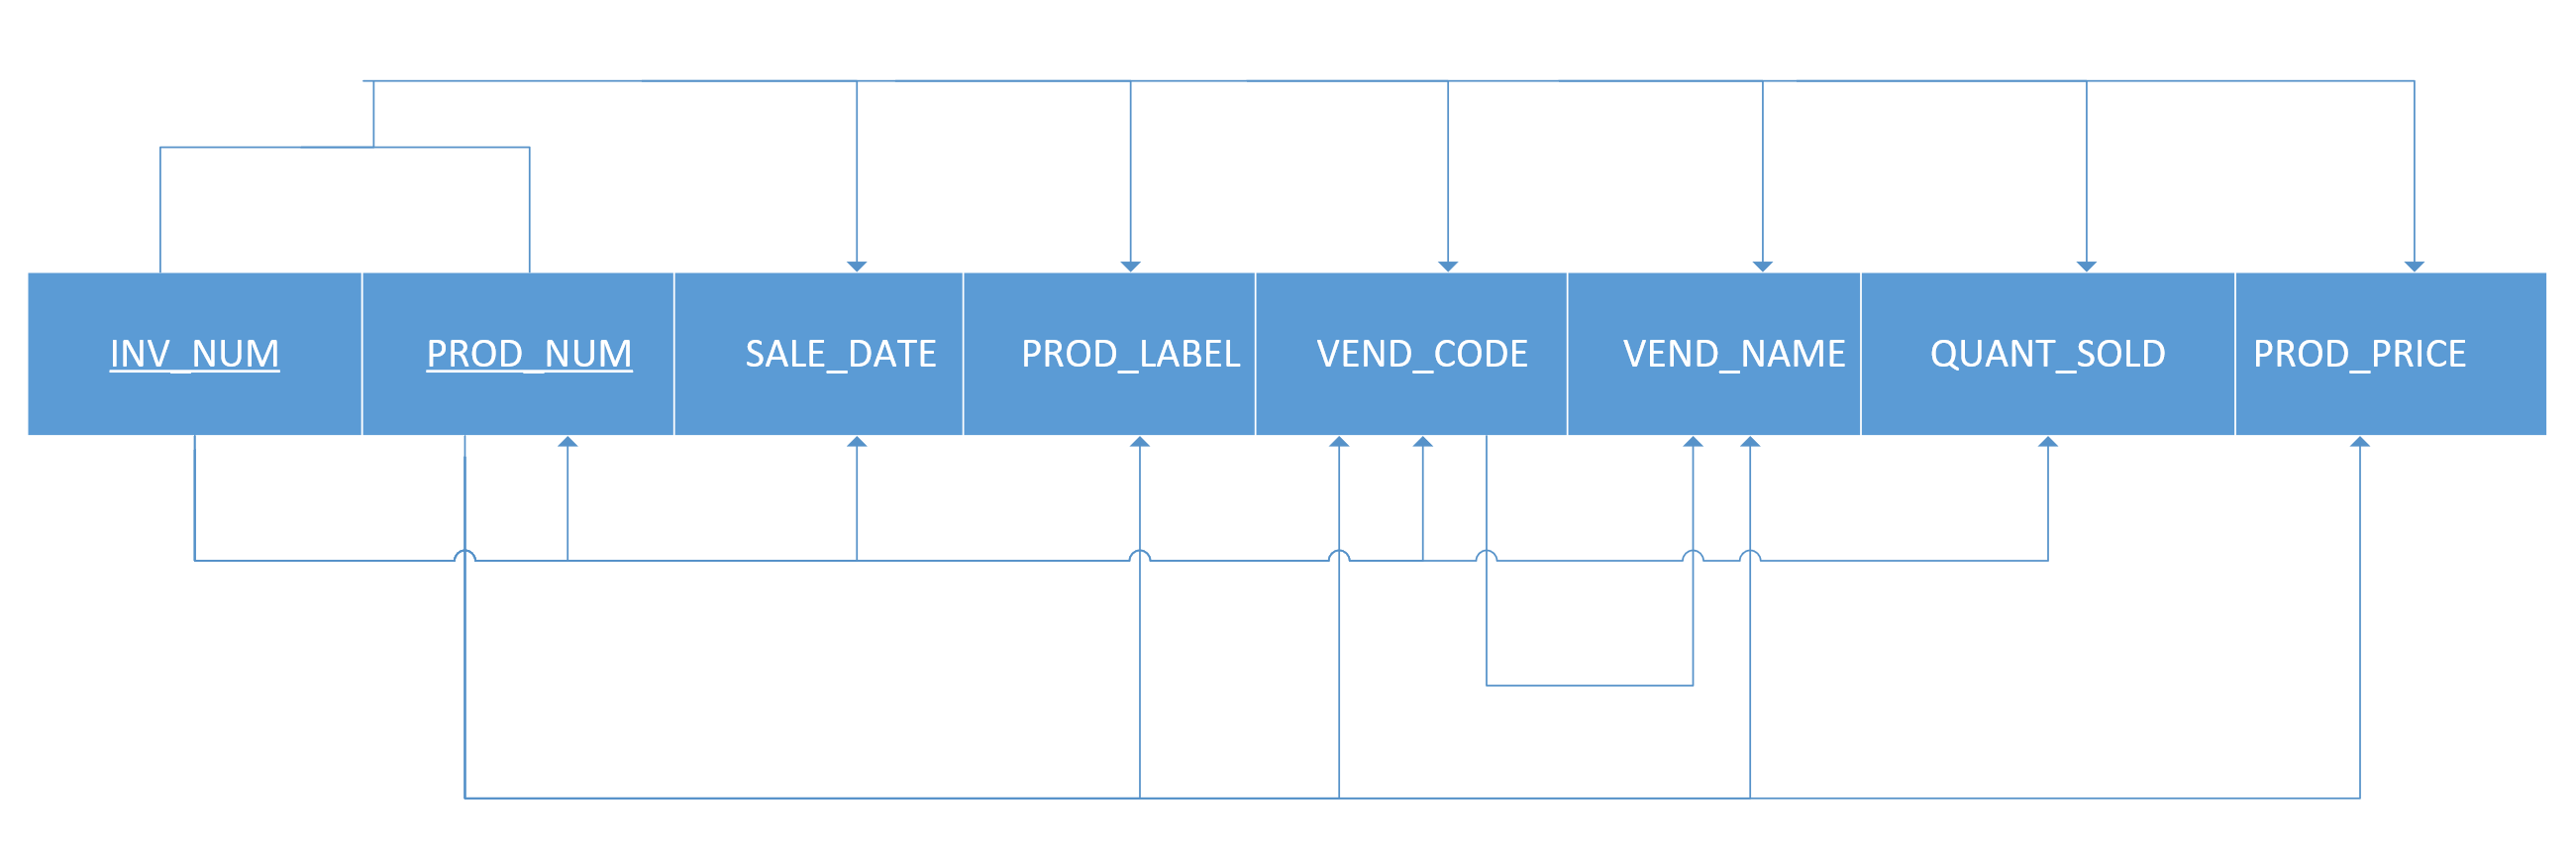 INV_NUM PROD_NUM SALE_DATE PROD_LABEL VEND_CODE VEND_NAME QUANT_SOLD PROD_PRICE